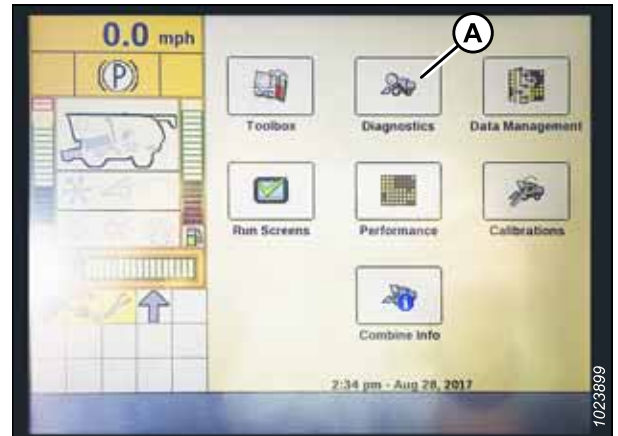 0.0 mph
A
(P)
Toolbox
Diagnostics
Data Management
Run Screens
Performance
Calibrations
Combine Info
2:34 pm - Aug 28, 2017
1023899